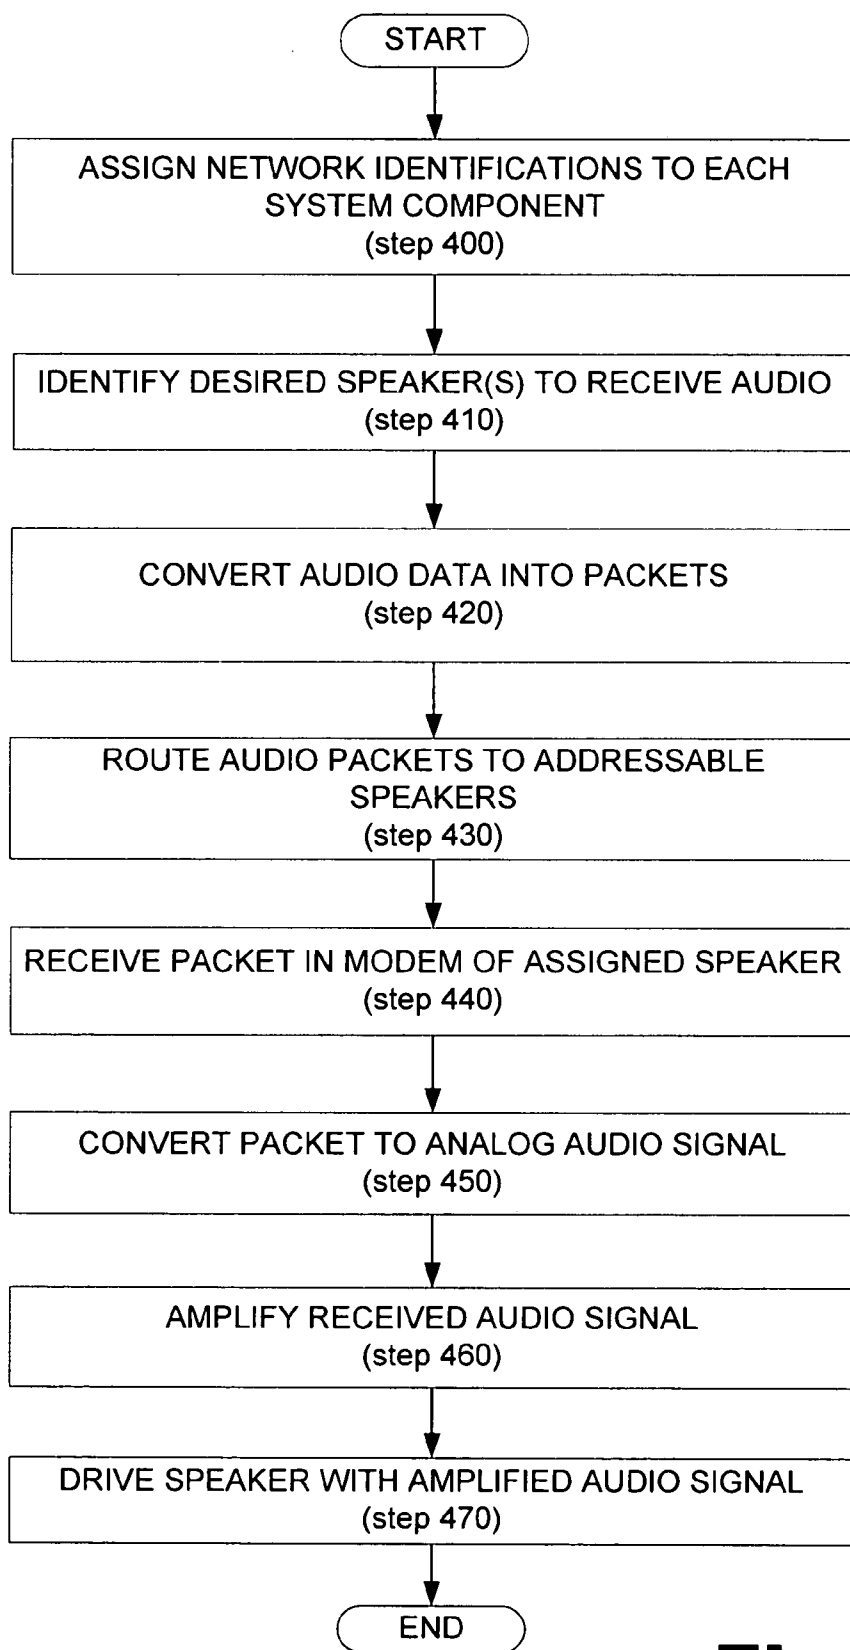 START
ASSIGN NETWORK IDENTIFICATIONS TO EACH
SYSTEM COMPONENT
(step 400)
IDENTIFY DESIRED SPEAKER(S) TO RECEIVE AUDIO
(step 410)
CONVERT AUDIO DATA INTO PACKETS
(step 420)
ROUTE AUDIO PACKETS TO ADDRESSABLE
SPEAKERS
(step 430)
RECEIVE PACKET IN MODEM OF ASSIGNED SPEAKER
(step 440)
CONVERT PACKET TO ANALOG AUDIO SIGNAL
(step 450)
AMPLIFY RECEIVED AUDIO SIGNAL
(step 460)
DRIVE SPEAKER WITH AMPLIFIED AUDIO SIGNAL
(step 470)
END